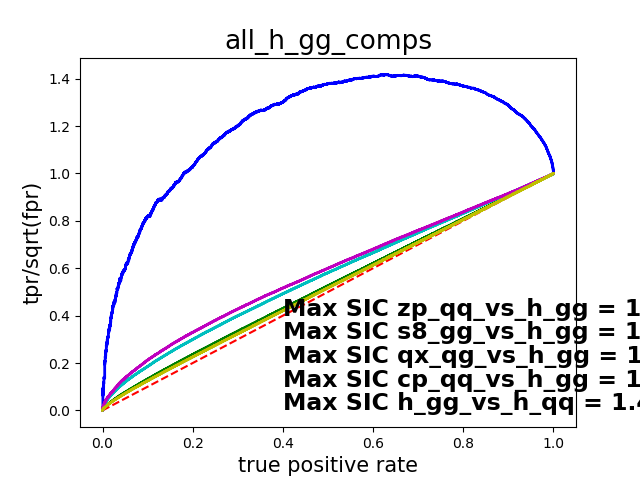 all_h_gg_comps
tpr/sqrt(fpr)
1.4
1.2
1.0
0.8
0.6
0.4
0.2
0.0
Max SIC zp_qq_vs_h_gg = 1
Max SIC s8_gg_vs_h_gg = 1
Max SIC qx_qg_vs_h_gg = 1
Max SIC cp_qq_vs_h_gg = 1
Max SIC h_gg_vs_h_qq = 1.4
0.0 0.2 0.4 0.6 0.8 1.0
true positive rate